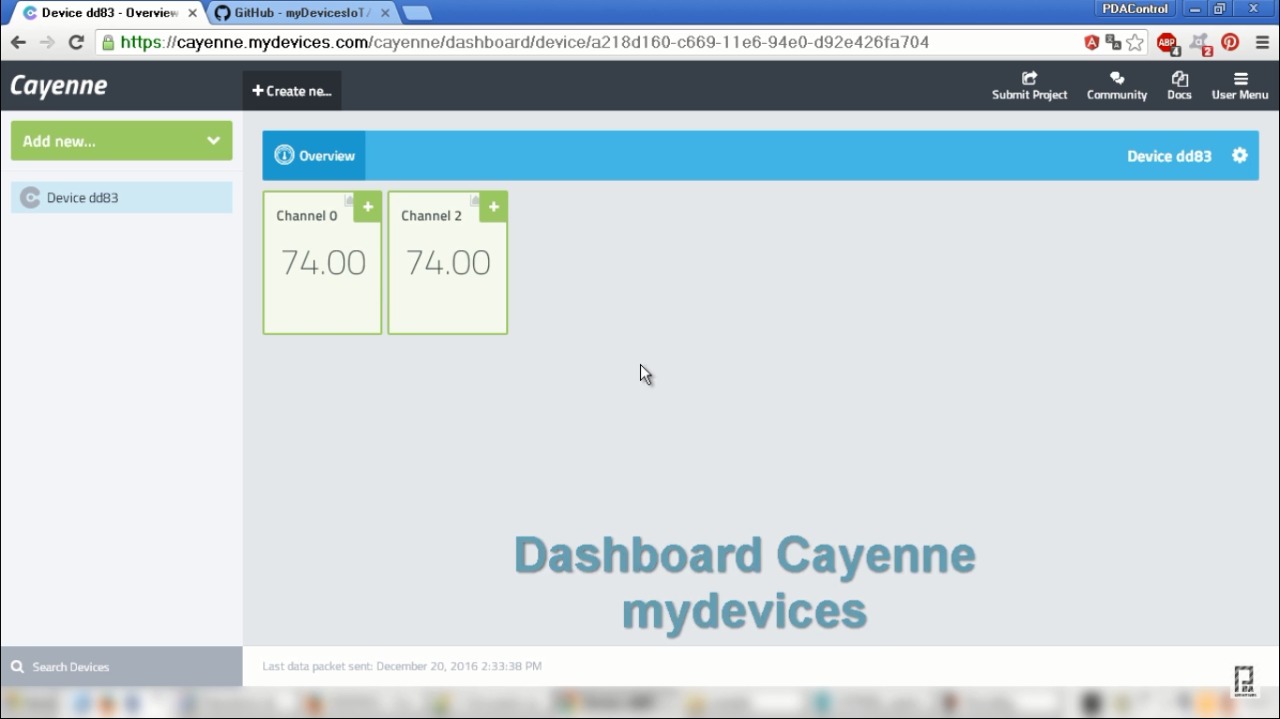 Device dd83 - Overview
GitHub - myDevicesIoT/
PDAControl
https://cayenne.mydevices.com/cayenne/dashboard/device/a218d160-c669-11e6-94e0-d92e426fa704
ABP
4
2
Cayenne
+ Create ne...
Submit Project
Community
Docs
User Menu
Add new...
Overview
Device dd83
Device dd83
Channel 0
Channel 2
74.00
74.00
Dashboard Cayenne
mydevices
Search Devices
Last data packet sent: December 20, 2016 2:33:38 PM